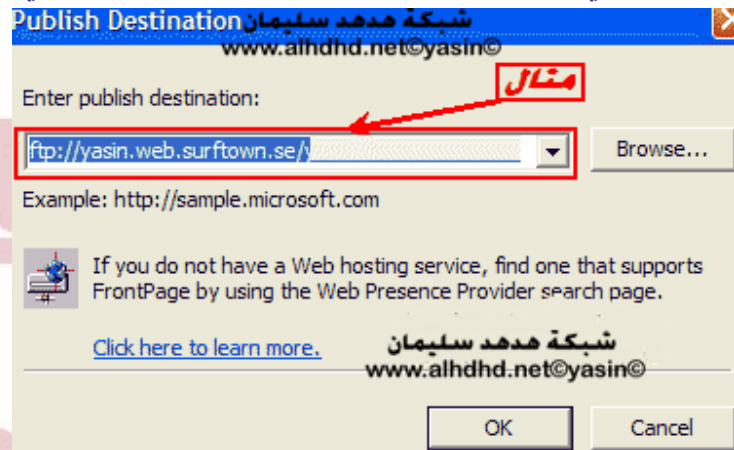 Publish Destination شبكة هدهد سليمان
www.alhdhd.net©yasin©
مثال
Enter publish destination:
ftp://yasin.web.surftown.se/y
Browse...
Example: http://sample.microsoft.com
If you do not have a Web hosting service, find one that supports
FrontPage by using the Web Presence Provider search page.
Click here to learn more.
شبكة هدهد سليمان
www.alhdhd.net©yasin©
OK
Cancel